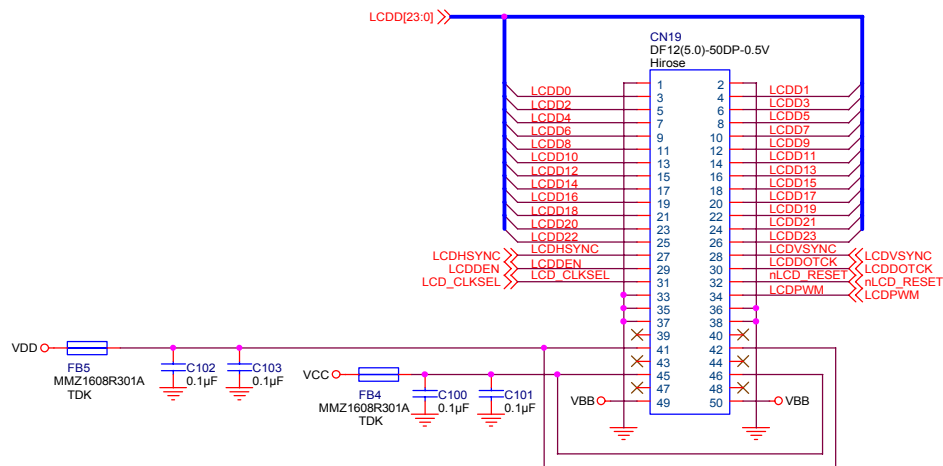 LCDD[23:0]
CN19
DF12(5.0)-50DP-0.5V
Hirose
1 2
LCDD0 3 4 LCDD1
LCDD2 5 6 LCDD3
LCDD4 7 8 LCDD5
LCDD6 9 10 LCDD7
LCDD8 11 12 LCDD9
LCDD10 13 14 LCDD11
LCDD12 15 16 LCDD13
LCDD14 17 18 LCDD15
LCDD16 19 20 LCDD17
LCDD18 21 22 LCDD19
LCDD20 23 24 LCDD21
LCDD22 25 26 LCDD23
LCDHSYNC LCDHSYNC 27 28 LCDVSYNC LCDVSYNC
LCDDEN LCDDEN 29 30 LCDDOTCK LCDDOTCK
LCD_CLKSEL LCD_CLKSEL 31 32 nLCD_RESET nLCD_RESET
33 34 LCDPWM LCDPWM
35 36
37 38
39 40
VDD 41 42
43 44
FB5
MMZ1608R301A
TDK
C102
0.1µF
C103
0.1µF
VCC 45 46
47 48
FB4
MMZ1608R301A
TDK
C100
0.1µF
C101
0.1µF
VBB 49 50 VBB